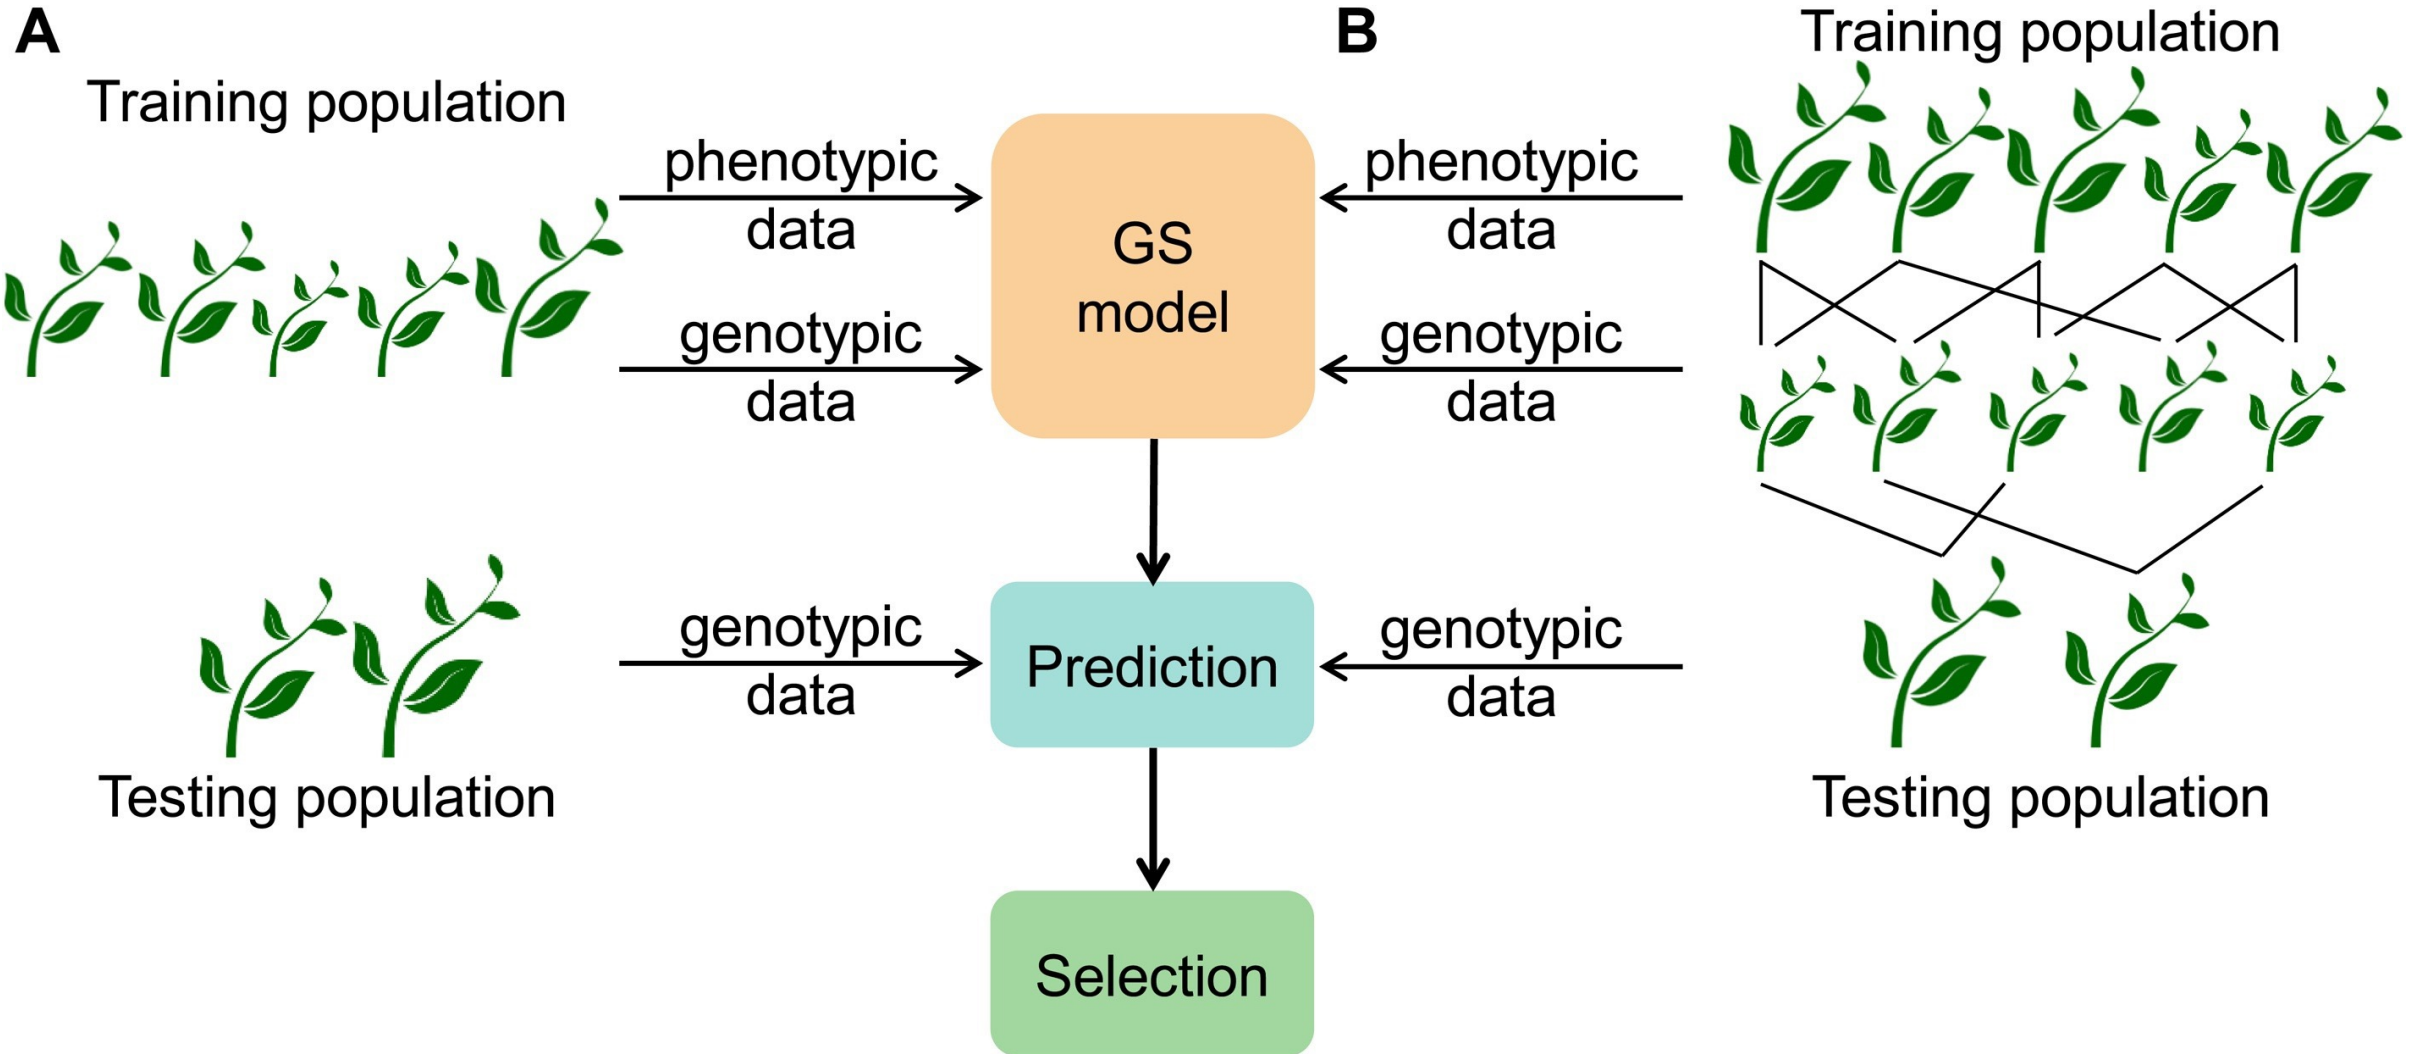 A
Training population
phenotypic
data
genotypic
data
genotypic
data
Testing population
GS
model
Prediction
Selection
B
Training population
phenotypic
data
genotypic
data
genotypic
data
Testing population